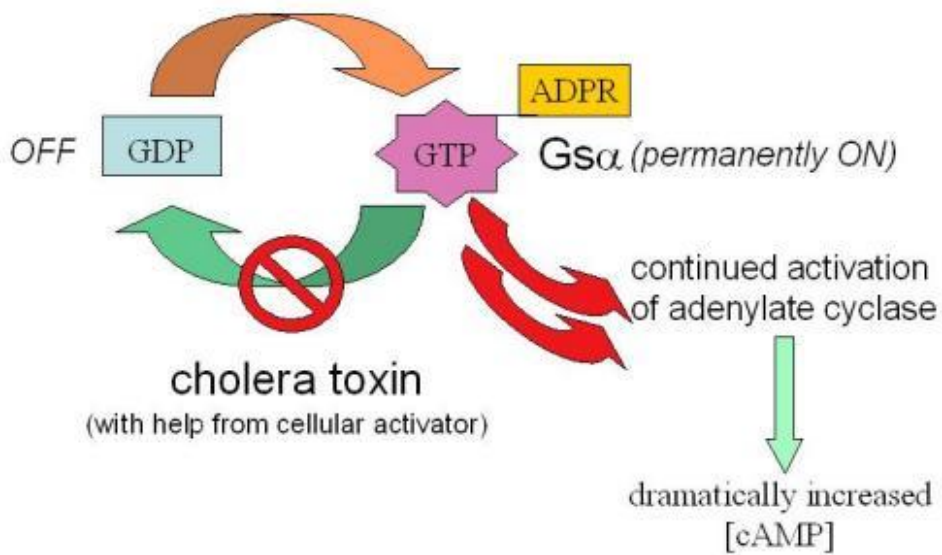 ADPR
OFF
GDP
GTP
Gsα (permanently ON)
continued activation
of adenylate cyclase
cholera toxin
(with help from cellular activator)
dramatically increased
[cAMP]